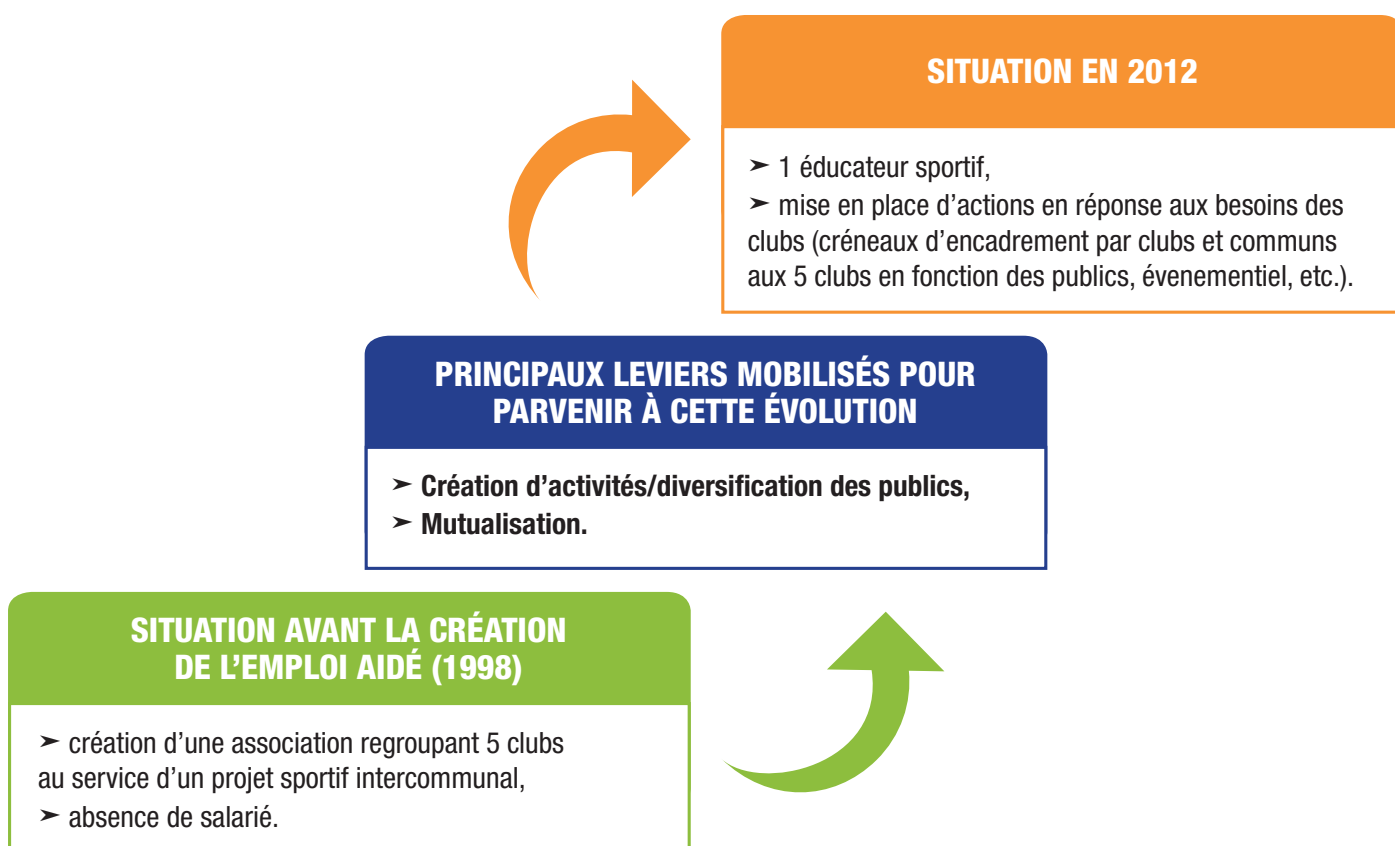 SITUATION EN 2012
➤ 1 éducateur sportif,
➤ mise en place d’actions en réponse aux besoins des
clubs (créneaux d’encadrement par clubs et communs
aux 5 clubs en fonction des publics, évenementiel, etc.).
PRINCIPAUX LEVIERS MOBILISÉS POUR
PARVENIR À CETTE ÉVOLUTION
➤ Création d’activités/diversification des publics,
➤ Mutualisation.
SITUATION AVANT LA CRÉATION
DE L’EMPLOI AIDÉ (1998)
➤ création d’une association regroupant 5 clubs
au service d’un projet sportif intercommunal,
➤ absence de salarié.